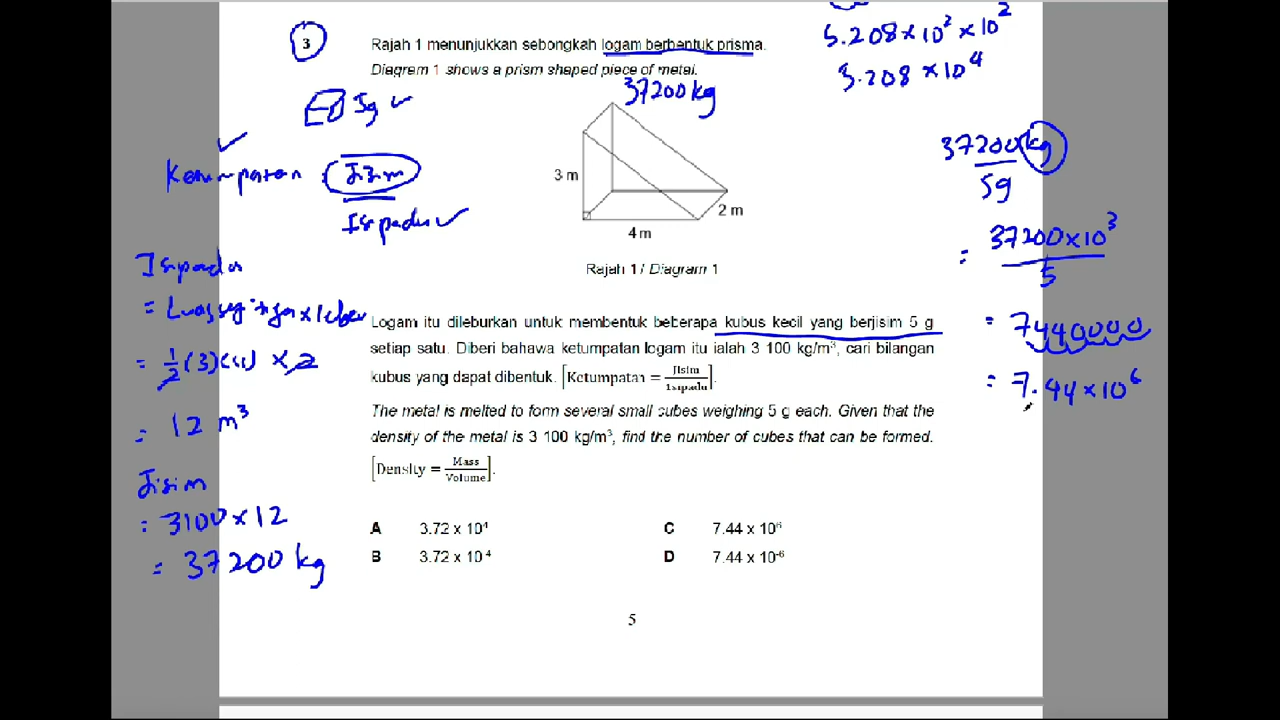 3
Rajah 1 menunjukkan sebongkah logam berbentuk prisma.
Diagram 1 shows a prism shaped piece of metal.
5g
37200 kg
3 m
2 m
4 m
Rajah 1 / Diagram 1
Ketumpatan : Jisim
Isipadu
Isipadu
= Luas segitiga x lebar
= 1/2 (3)(4) x 2
= 12 m³
Jisim
= 3100 x 12
= 37200 kg
Logam itu dileburkan untuk membentuk beberapa kubus kecil yang berjisim 5 g
setiap satu. Diberi bahawa ketumpatan logam itu ialah 3 100 kg/m³, cari bilangan
kubus yang dapat dibentuk. [Ketumpatan = Jisim/Isipadu].
The metal is melted to form several small cubes weighing 5 g each. Given that the
density of the metal is 3 100 kg/m³, find the number of cubes that can be formed.
[Density = Mass/Volume].
A 3.72 x 10⁴
C 7.44 x 10⁶
B 3.72 x 10⁻⁴
D 7.44 x 10⁻⁶
5
5.208 x 10² x 10²
5.208 x 10⁴
37200 kg
5g
= 37200 x 10³
5
= 7440000
= 7.44 x 10⁶